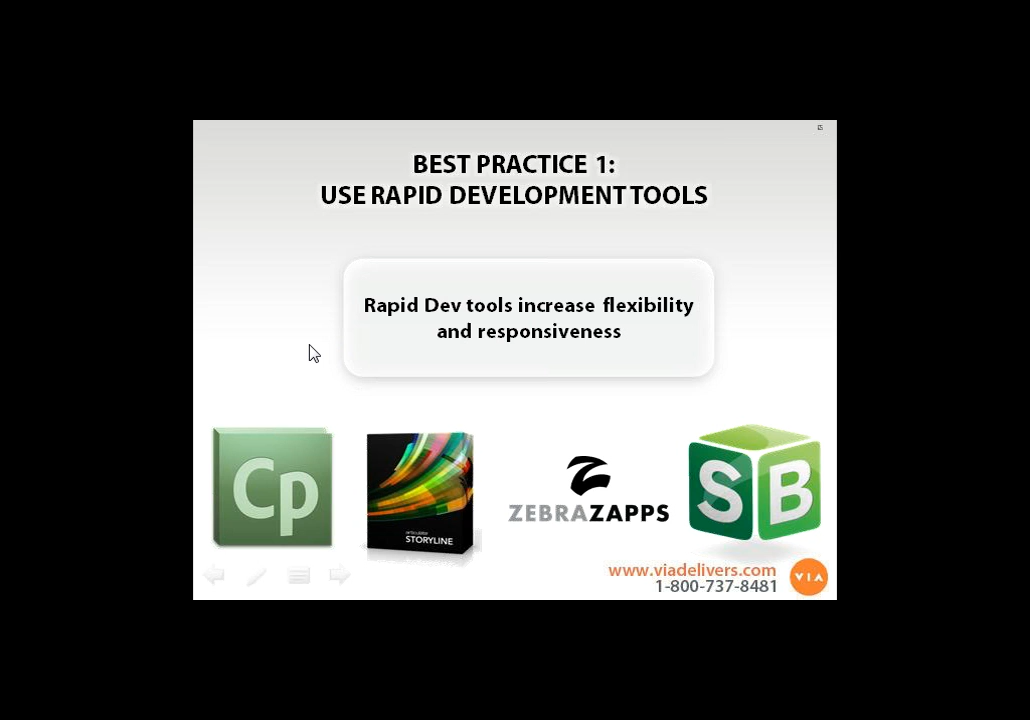 BEST PRACTICE 1:
USE RAPID DEVELOPMENT TOOLS
Rapid Dev tools increase flexibility
and responsiveness
Cp
articulate
STORYLINE
ZEBRAZAPPS
SB
www.viadelivers.com
1-800-737-8481
VIA